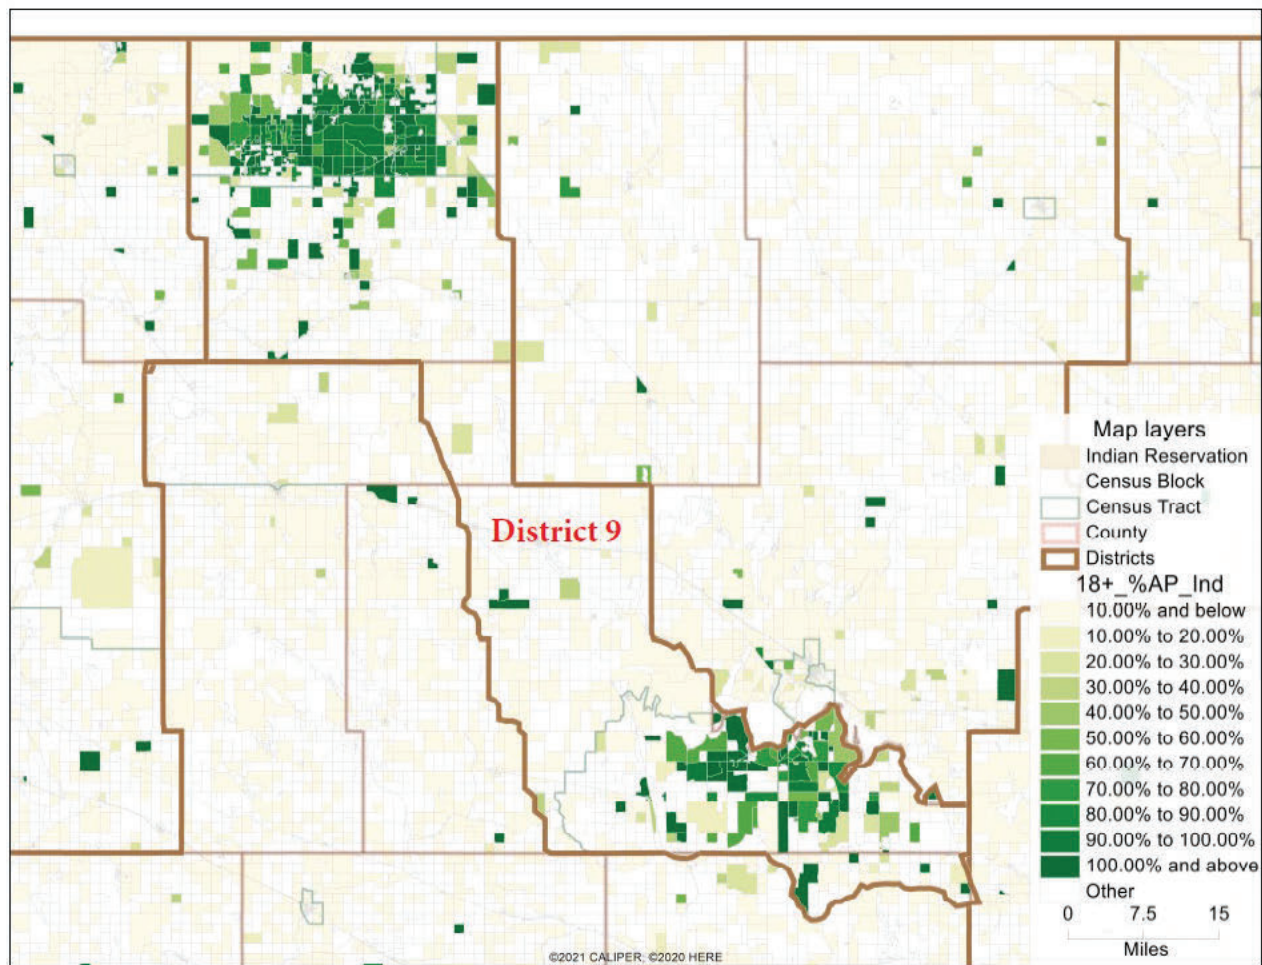 District 9
Map layers
Indian Reservation
Census Block
Census Tract
County
Districts
18+_%AP_Ind
10.00% and below
10.00% to 20.00%
20.00% to 30.00%
30.00% to 40.00%
40.00% to 50.00%
50.00% to 60.00%
60.00% to 70.00%
70.00% to 80.00%
80.00% to 90.00%
90.00% to 100.00%
100.00% and above
Other
0 7.5 15
Miles
©2021 CALIPER; ©2020 HERE